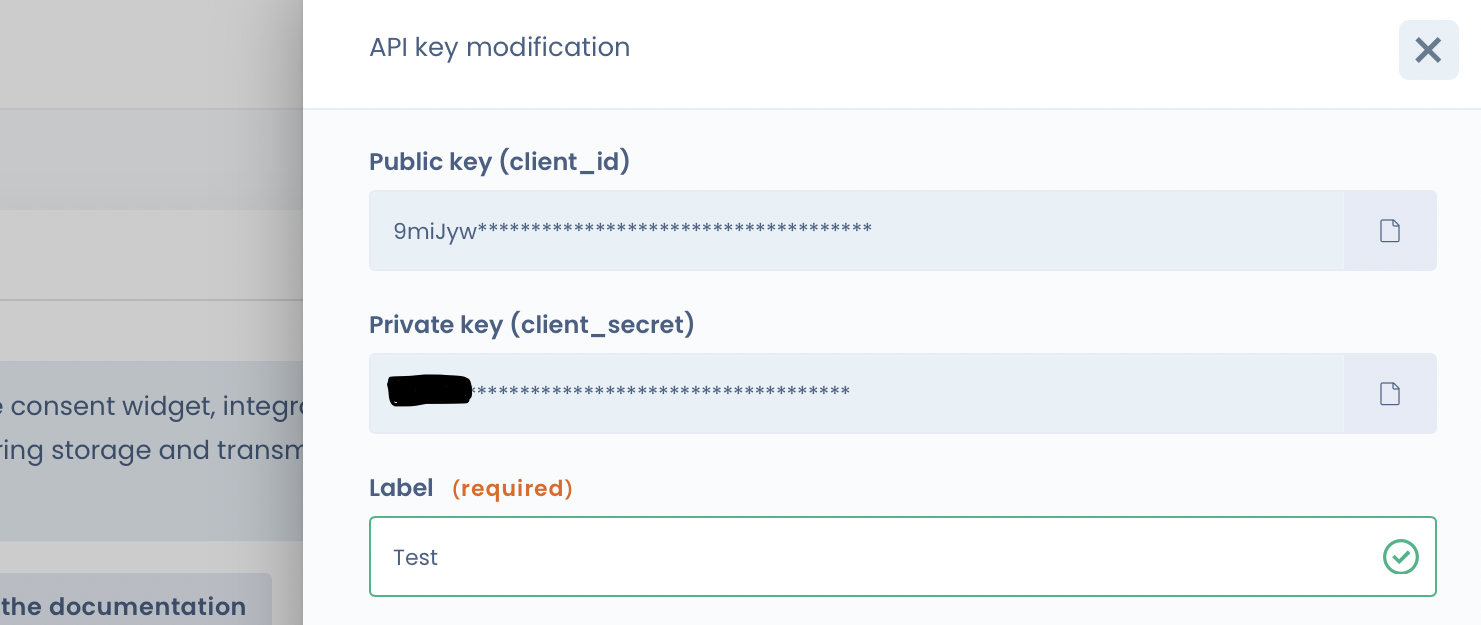 API key modification
Public key (client_id)
9miJyw*************************************
Private key (client_secret)
************************************
Label (required)
Test
e consent widget, integra
ring storage and transm
the documentation